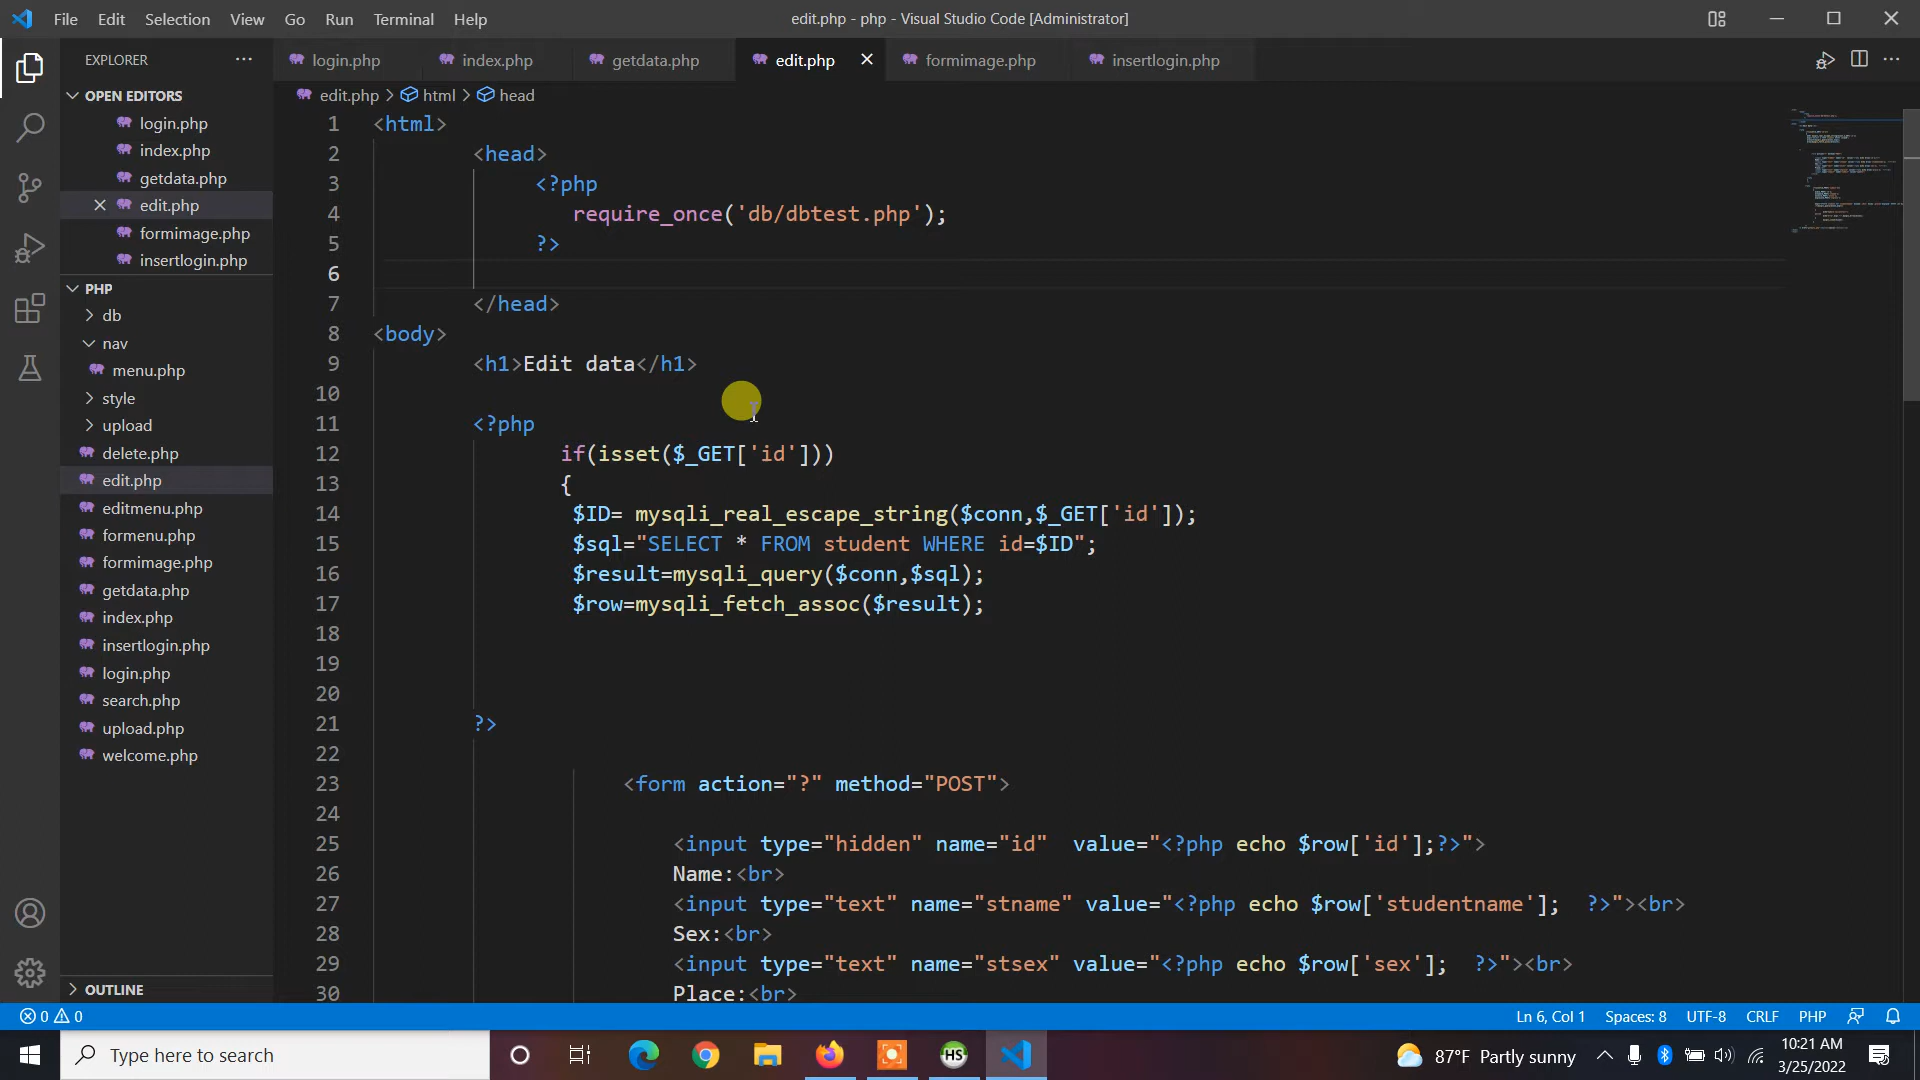 File Edit Selection View Go Run Terminal Help
edit.php - php - Visual Studio Code [Administrator]
EXPLORER
login.php
index.php
getdata.php
edit.php
formimage.php
insertlogin.php
OPEN EDITORS
login.php
index.php
getdata.php
edit.php
formimage.php
insertlogin.php
PHP
db
nav
menu.php
style
upload
delete.php
edit.php
editmenu.php
formenu.php
formimage.php
getdata.php
index.php
insertlogin.php
login.php
search.php
upload.php
welcome.php
OUTLINE
edit.php > html > head
1 <html>
2 <head>
3 <?php
4 require_once('db/dbtest.php');
5 ?>
6
7 </head>
8 <body>
9 <h1>Edit data</h1>
10
11 <?php
12 if(isset($_GET['id']))
13 {
14 $ID= mysqli_real_escape_string($conn,$_GET['id']);
15 $sql="SELECT * FROM student WHERE id=$ID";
16 $result=mysqli_query($conn,$sql);
17 $row=mysqli_fetch_assoc($result);
18
19
20
21 ?>
22
23 <form action="?" method="POST">
24
25 <input type="hidden" name="id"  value="<?php echo $row['id'];?>">
26 Name:<br>
27 <input type="text" name="stname" value="<?php echo $row['studentname'];  ?>"><br>
28 Sex:<br>
29 <input type="text" name="stsex" value="<?php echo $row['sex'];  ?>"><br>
30 Place:<br>
0 0
Ln 6, Col 1 Spaces: 8 UTF-8 CRLF PHP
Type here to search
HS
87°F Partly sunny
10:21 AM
3/25/2022